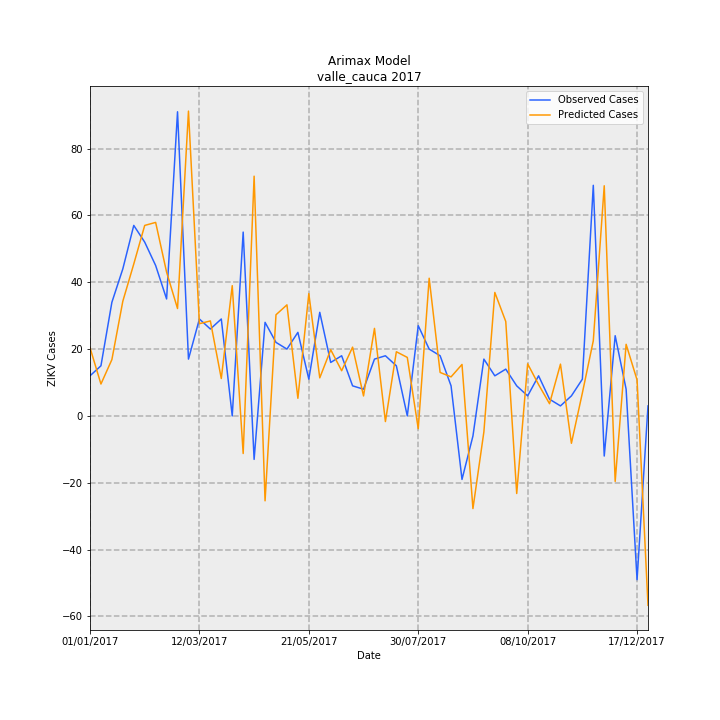 Arimax Model
valle_cauca 2017
Observed Cases
Predicted Cases
ZIKV Cases
80
60
40
20
0
−20
−40
−60
01/01/2017
12/03/2017
21/05/2017
30/07/2017
08/10/2017
17/12/2017
Date